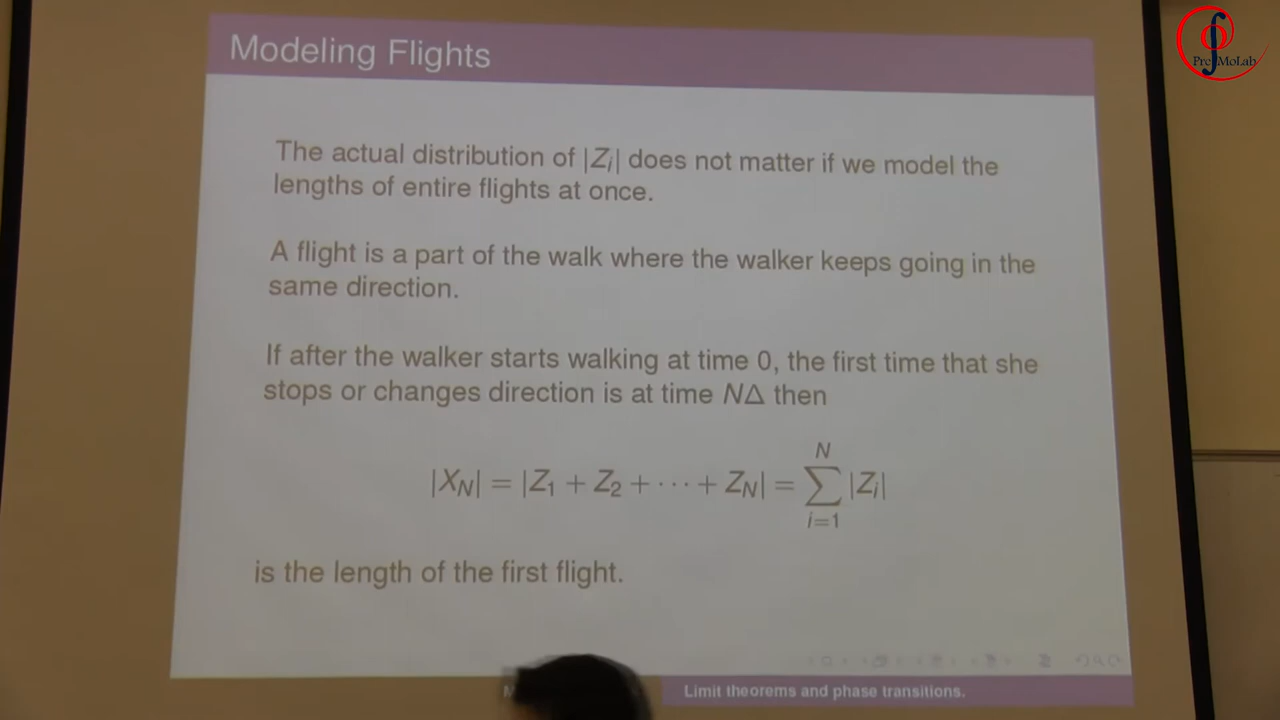 Modeling Flights
The actual distribution of |Z_i| does not matter if we model the
lengths of entire flights at once.
A flight is a part of the walk where the walker keeps going in the
same direction.
If after the walker starts walking at time 0, the first time that she
stops or changes direction is at time NΔ then
|X_N| = |Z_1 + Z_2 + ··· + Z_N| = ∑_{i=1}^{N} |Z_i|
is the length of the first flight.
Limit theorems and phase transitions.
PreMoLab